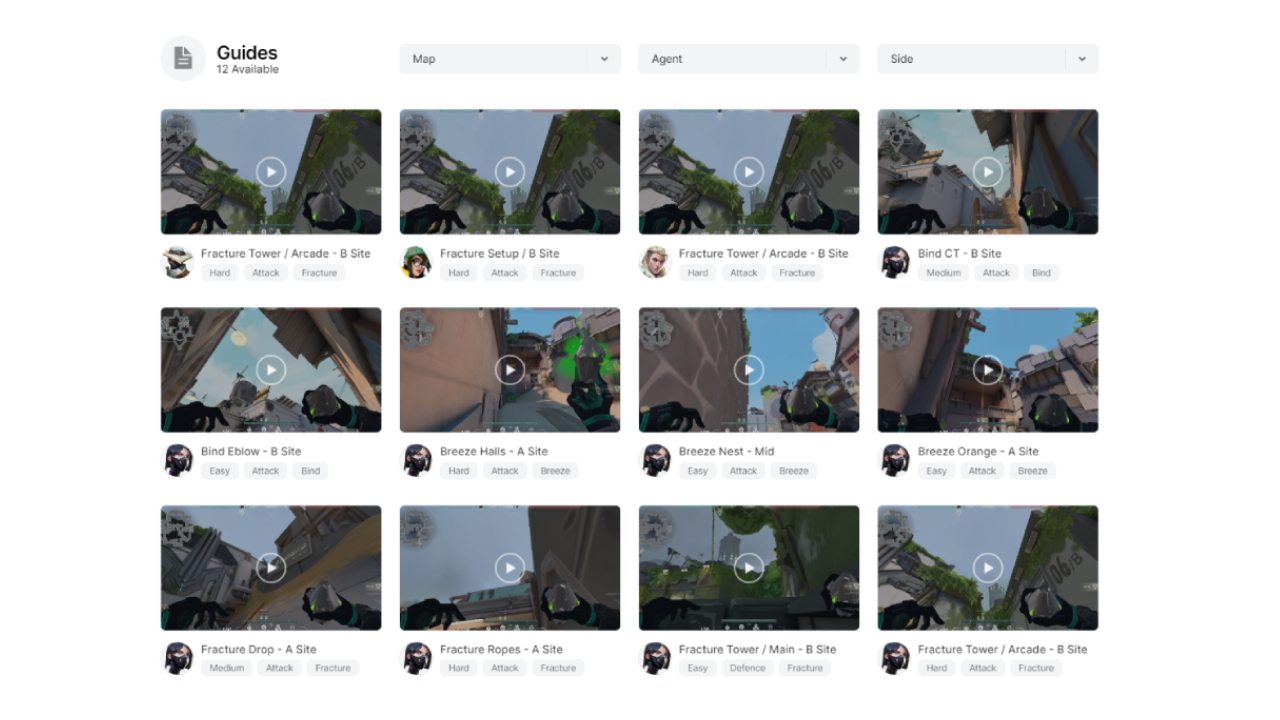 Guides
12 Available
Map
Agent
Side
06/B
06/B
06/B
Fracture Tower / Arcade - B Site
Hard Attack Fracture
Fracture Setup / B Site
Hard Attack Fracture
Fracture Tower / Arcade - B Site
Hard Attack Fracture
Bind CT - B Site
Medium Attack Bind
Bind Eblow - B Site
Easy Attack Bind
Breeze Halls - A Site
Hard Attack Breeze
Breeze Nest - Mid
Easy Attack Breeze
Breeze Orange - A Site
Easy Attack Breeze
06/B
Fracture Drop - A Site
Medium Attack Fracture
Fracture Ropes - A Site
Hard Attack Fracture
Fracture Tower / Main - B Site
Easy Defence Fracture
Fracture Tower / Arcade - B Site
Hard Attack Fracture